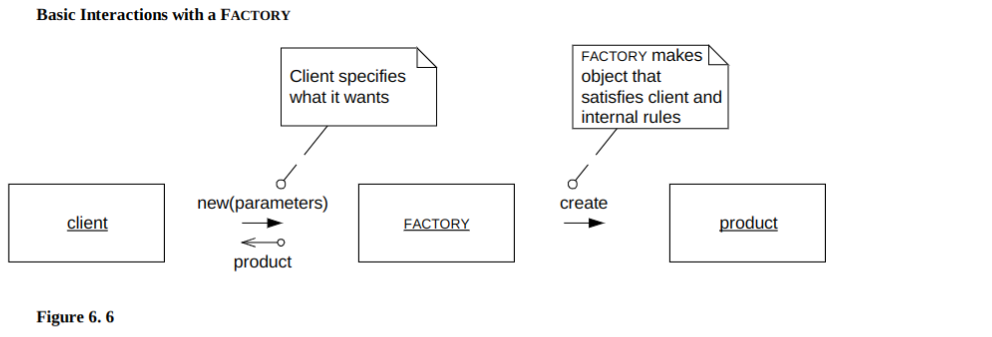 Basic Interactions with a FACTORY
Client specifies
what it wants
FACTORY makes
object that
satisfies client and
internal rules
new(parameters)
create
client
FACTORY
product
product
Figure 6. 6